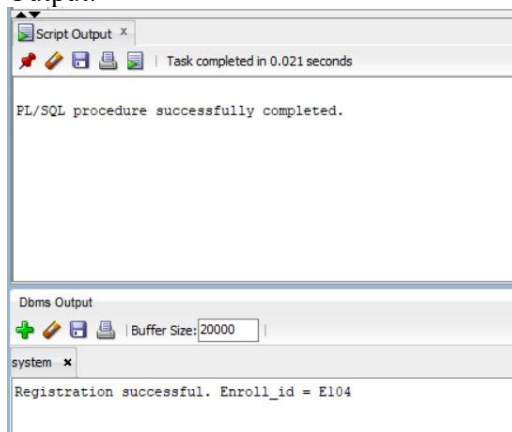 Output:
Script Output x
Task completed in 0.021 seconds
PL/SQL procedure successfully completed.
Dbms Output
Buffer Size: 20000
system x
Registration successful. Enroll_id = E104